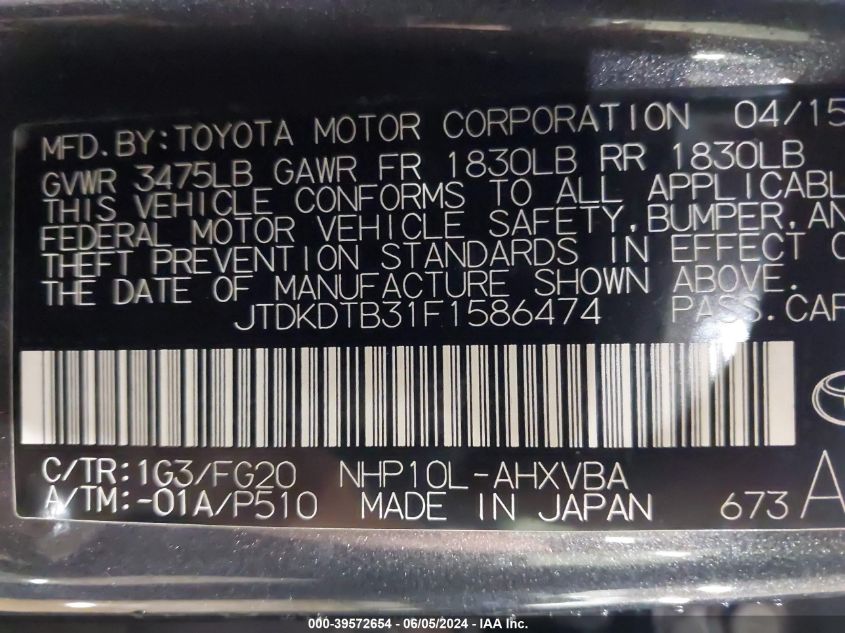 MFD. BY: TOYOTA MOTOR CORPORATION 04/15
GVWR 3475LB GAWR FR 1830LB RR 1830LB
THIS VEHICLE CONFORMS TO ALL APPLICABL
FEDERAL MOTOR VEHICLE SAFETY, BUMPER, AN
THEFT PREVENTION STANDARDS IN EFFECT O
THE DATE OF MANUFACTURE SHOWN ABOVE.
JTDKDTB31F1586474 PASS. CAR
C/TR: 1G3/FG20 NHP10L-AHXVBA
A/TM: -01A/P510 MADE IN JAPAN 673 A
000-39572654 - 06/05/2024 - IAA Inc.